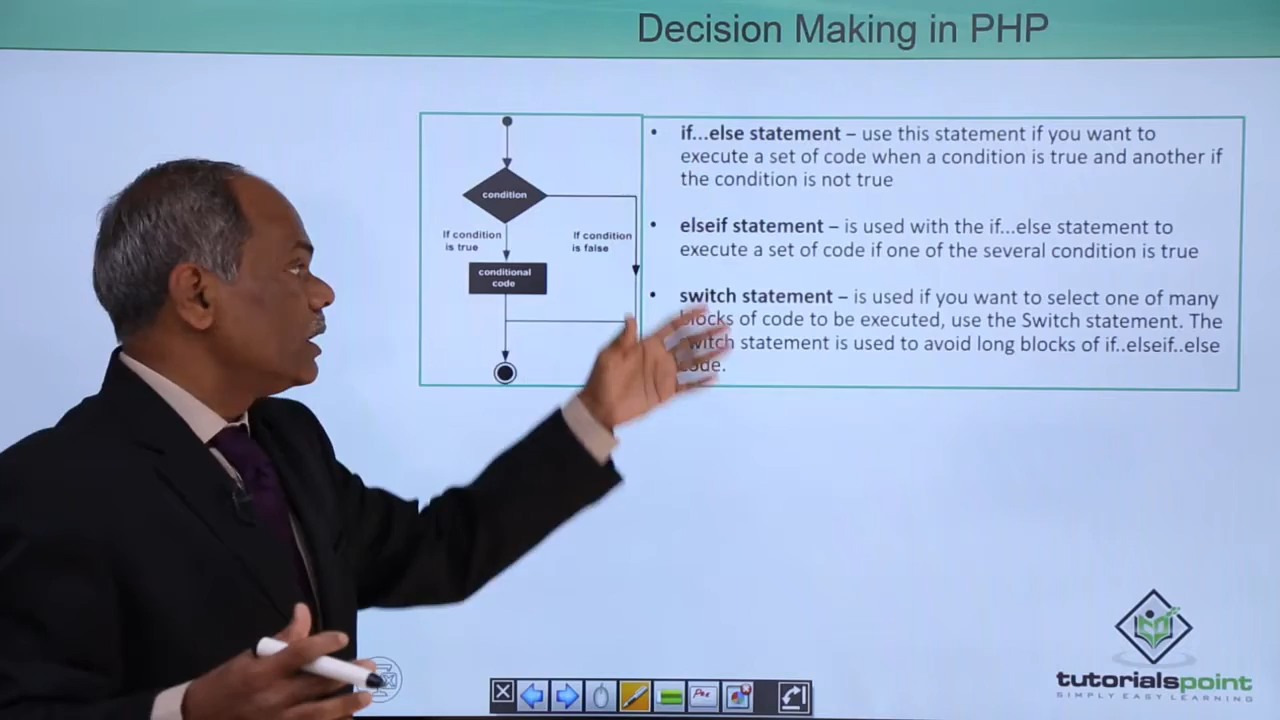 Decision Making in PHP
condition
If condition
is true
If condition
is false
conditional
code
• if...else statement – use this statement if you want to
execute a set of code when a condition is true and another if
the condition is not true
• elseif statement – is used with the if...else statement to
execute a set of code if one of the several condition is true
• switch statement – is used if you want to select one of many
of code to be executed, use the Switch statement. The
statement is used to avoid long blocks of if..elseif..else
tutorialspoint
SIMPLY EASY LEARNING